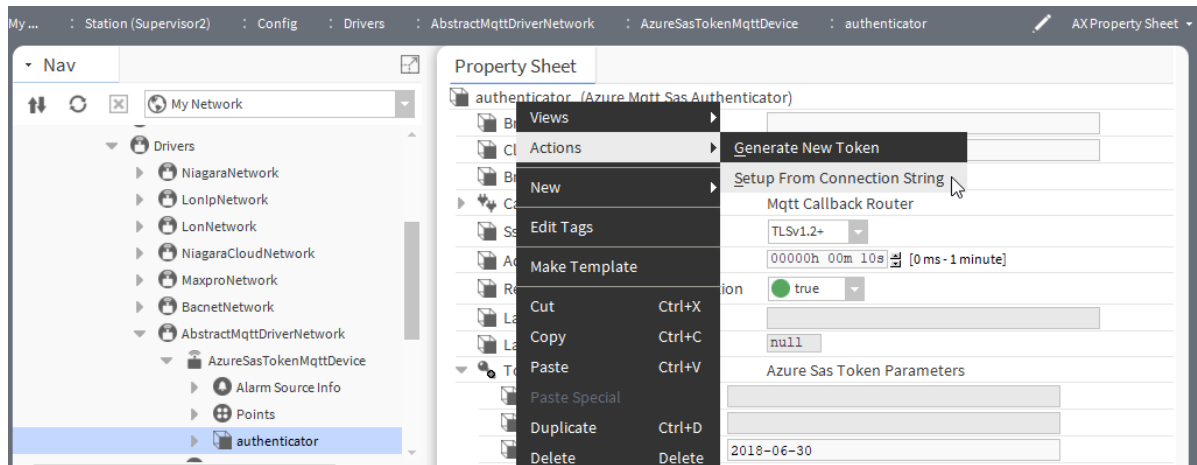 My ... : Station (Supervisor2) : Config : Drivers : AbstractMqttDriverNetwork : AzureSasTokenMqttDevice : authenticator AX Property Sheet
Nav
My Network
Drivers
NiagaraNetwork
LonIpNetwork
LonNetwork
NiagaraCloudNetwork
MaxproNetwork
BacnetNetwork
AbstractMqttDriverNetwork
AzureSasTokenMqttDevice
Alarm Source Info
Points
authenticator
Property Sheet
authenticator (Azure Mqtt Sas Authenticator)
Views
Actions
New
Edit Tags
Make Template
Cut Ctrl+X
Copy Ctrl+C
Paste Ctrl+V
Paste Special
Duplicate Ctrl+D
Delete Delete
Generate New Token
Setup From Connection String
Mqtt Callback Router
TLSv1.2+
00000h 00m 10s [0 ms - 1 minute]
true
null
Azure Sas Token Parameters
2018-06-30